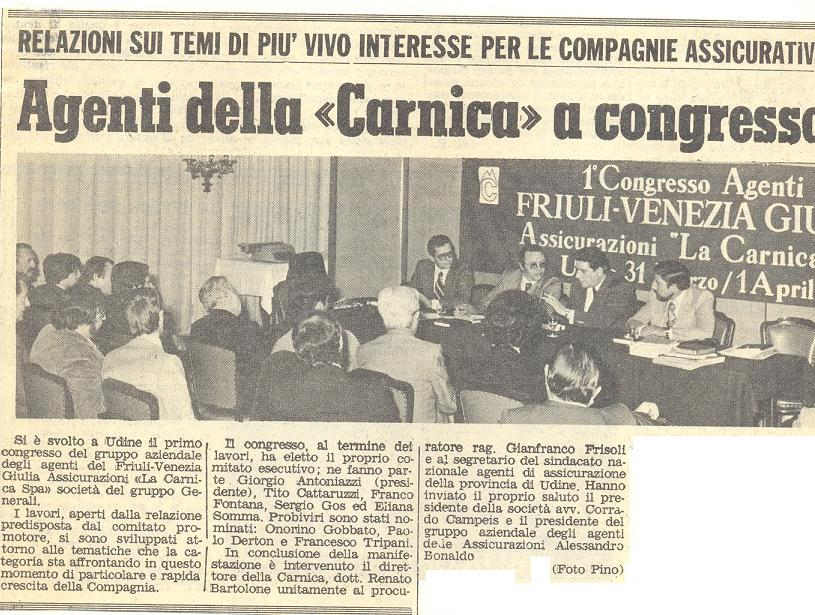 RELAZIONI SUI TEMI DI PIU' VIVO INTERESSE PER LE COMPAGNIE ASSICURATIV
Agenti della «Carnica» a congresso
1° Congresso Agenti
FRIULI-VENEZIA GIU
Assicurazioni "La Carnica
31 rzo/1 April
Si è svolto a Udine il primo
congresso del gruppo aziendale
degli agenti del Friuli-Venezia
Giulia Assicurazioni «La Carni
ca Spa» società del gruppo Ge
nerali.
I lavori, aperti dalla relazione
predisposta dal comitato pro-
motore, si sono sviluppati at-
torno alle tematiche che la ca-
tegoria sta affrontando in questo
momento di particolare e rapida
crescita della Compagnia.
Il congresso, al termine dei
lavori, ha eletto il proprio co-
mitato esecutivo; ne fanno par-
te Giorgio Antoniazzi (presi-
dente), Tito Cattaruzzi, Franco
Fontana, Sergio Gos ed Eliana
Somma. Probiviri sono stati no-
minati: Onorino Gobbato, Pao-
lo Derton e Francesco Tripani.
In conclusione della manife-
stazione è intervenuto il diret-
tore della Carnica, dott. Renato
Bartolone unitamente al procu-
ratore rag. Gianfranco Frisoli
e al segretario del sindacato na-
zionale agenti di assicurazione
della provincia di Udine. Hanno
inviato il proprio saluto il pre-
sidente della società avv. Corra-
do Campeis e il presidente del
gruppo aziendale degli agenti
delle Assicurazioni Alessandro
Bonaldo
(Foto Pino)